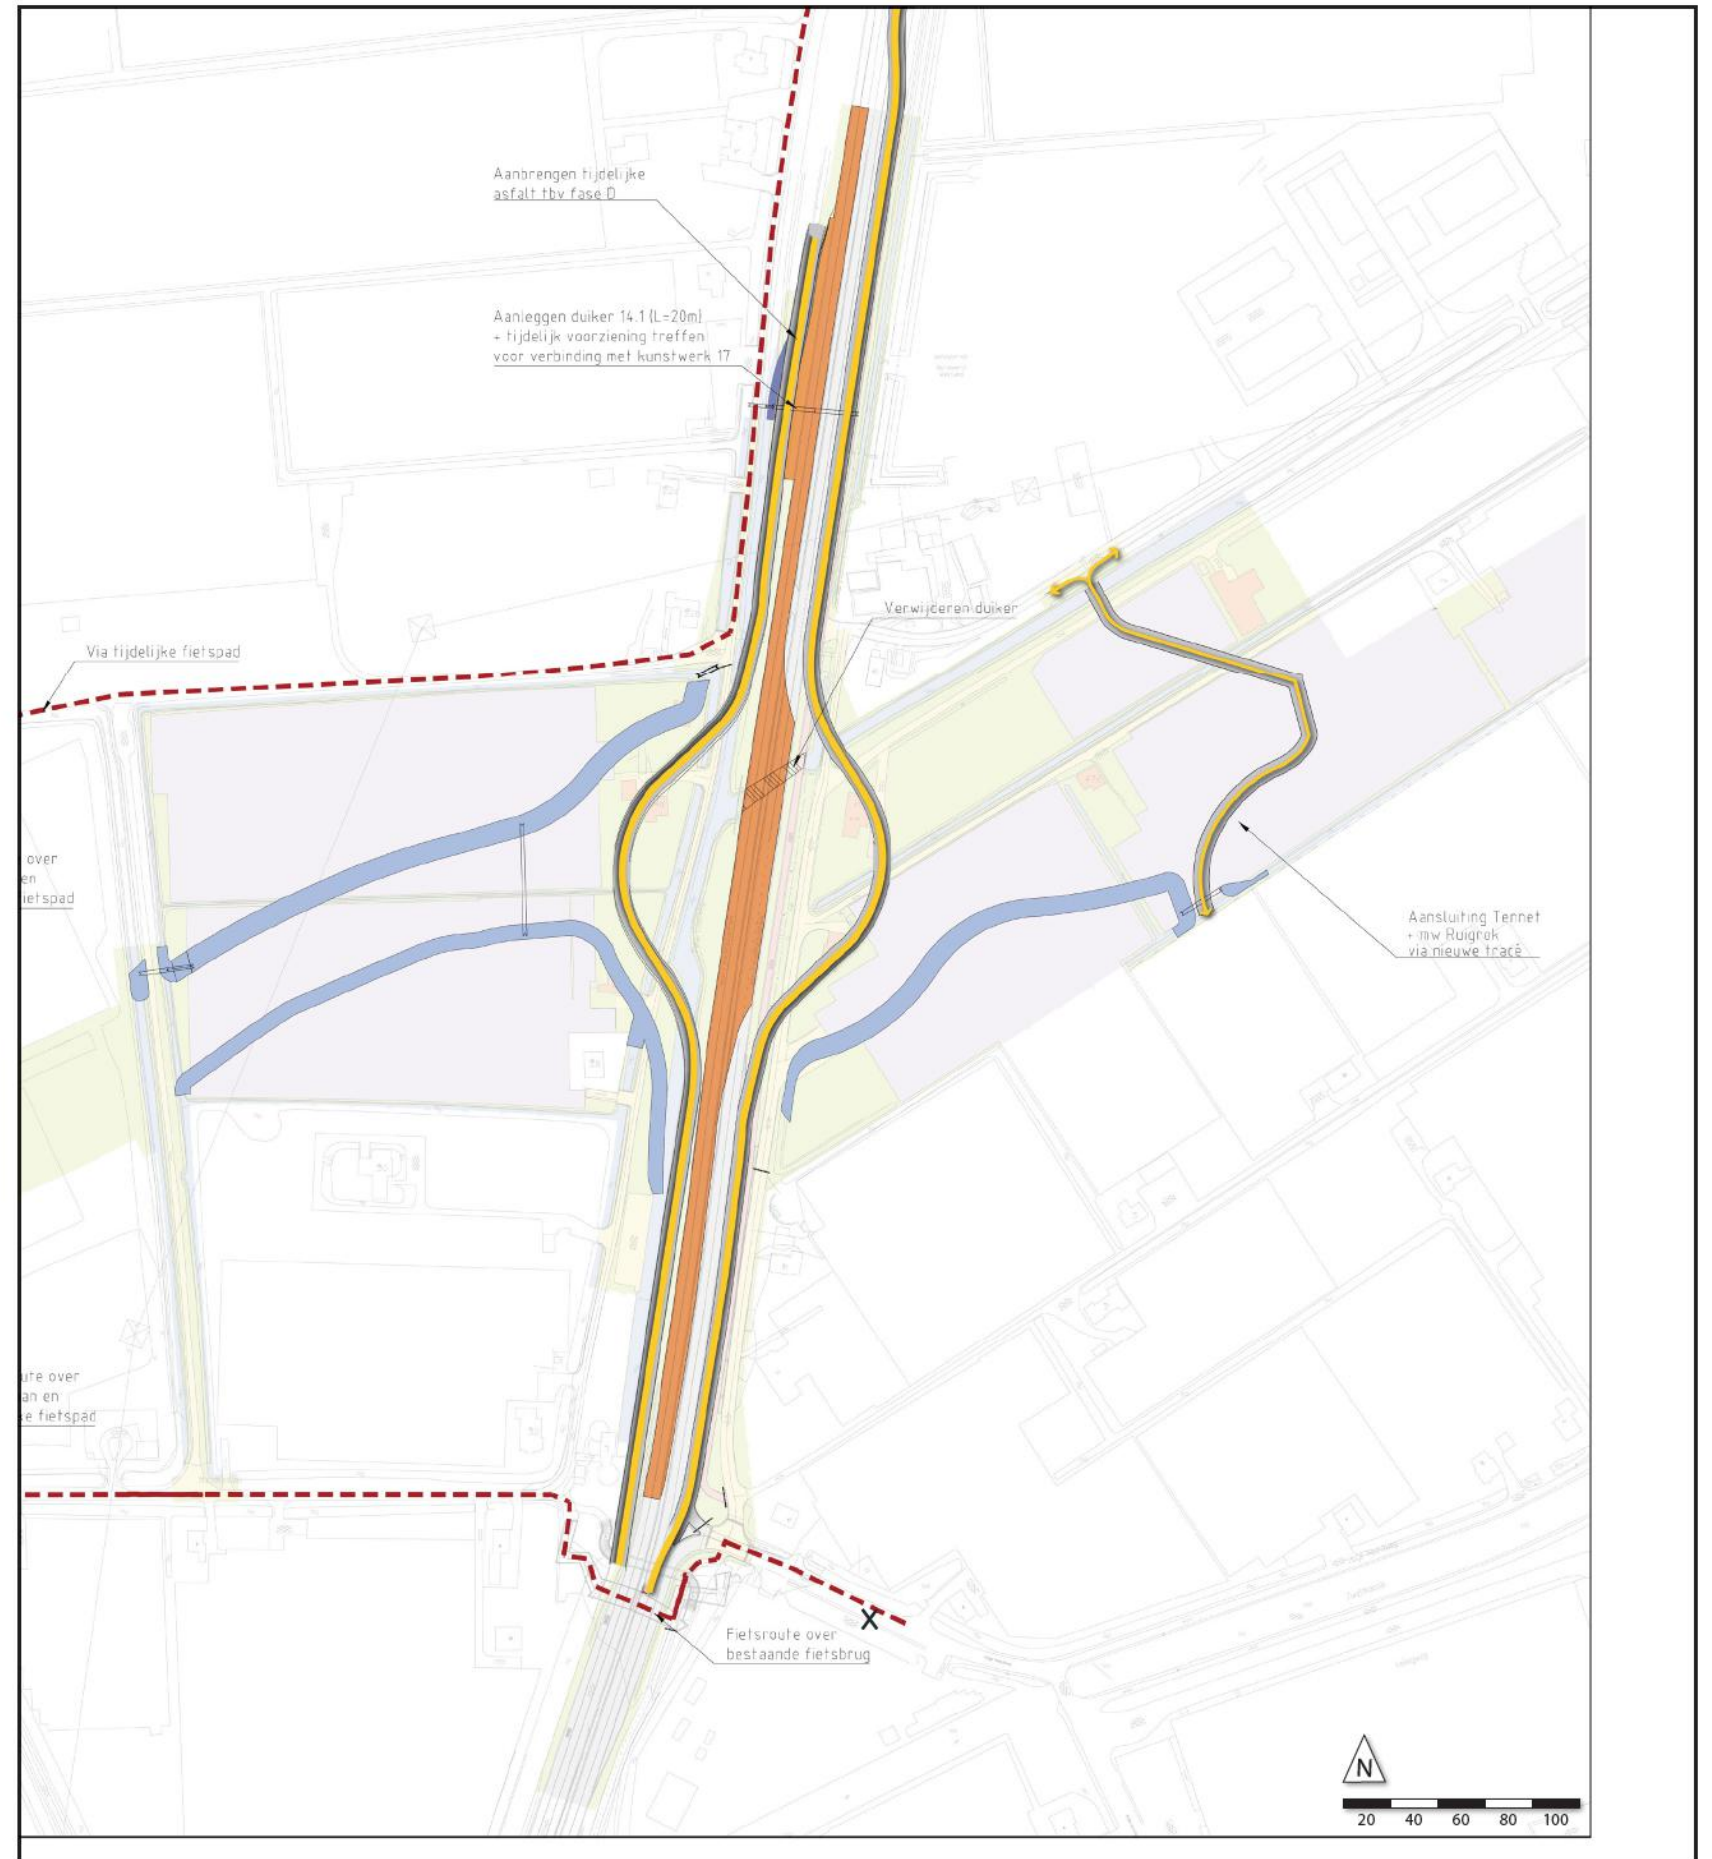 Aanbrengen tijdelijke
asfalt tbv fase D
Aanleggen duiker 14.1 (L=20m)
+ tijdelijk voorziening treffen
voor verbinding met kunstwerk 17
Verwijderen duiker
Via tijdelijke fietspad
over
en
ietspad
Aansluiting Tennet
+ mw Ruigrok
via nieuwe tracé
ute over
an en
ke fietspad
X
Fietsroute over
bestaande fietsbrug
N
20 40 60 80 100